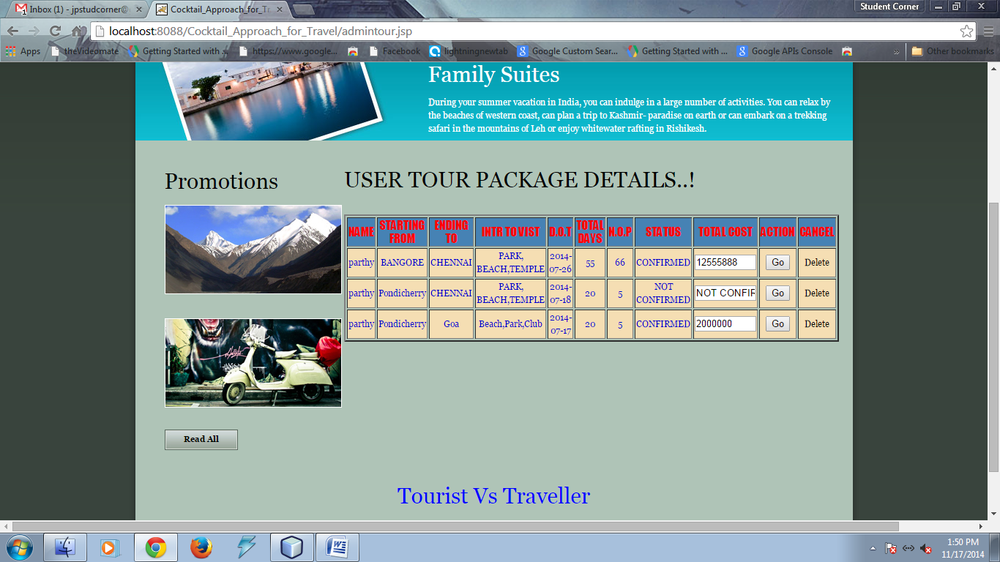 Inbox (1) - jpstudcorner@
Cocktail_Approach_for_Tr
Student Corner
localhost:8088/Cocktail_Approach_for_Travel/admintour.jsp
Apps theVideomate Getting Started with ... https://www.google... Facebook lightningnewtab Google Custom Sear... Getting Started with ... Google APIs Console » Other bookmarks
Family Suites
During your summer vacation in India, you can indulge in a large number of activities. You can relax by
the beaches of western coast, can plan a trip to Kashmir- paradise on earth or can embark on a trekking
safari in the mountains of Leh or enjoy whitewater rafting in Rishikesh.
Promotions
USER TOUR PACKAGE DETAILS..!
NAME STARTING FROM ENDING TO INTR TO VIST D.O.T TOTAL DAYS N.O.P STATUS TOTAL COST ACTION CANCEL
parthy BANGORE CHENNAI PARK, BEACH,TEMPLE 2014-07-26 55 66 CONFIRMED 12555888 Go Delete
parthy Pondicherry CHENNAI PARK, BEACH,TEMPLE 2014-07-18 20 5 NOT CONFIRMED NOT CONFIR Go Delete
parthy Pondicherry Goa Beach,Park,Club 2014-07-17 20 5 CONFIRMED 2000000 Go Delete
Read All
Tourist Vs Traveller
1:50 PM
11/17/2014